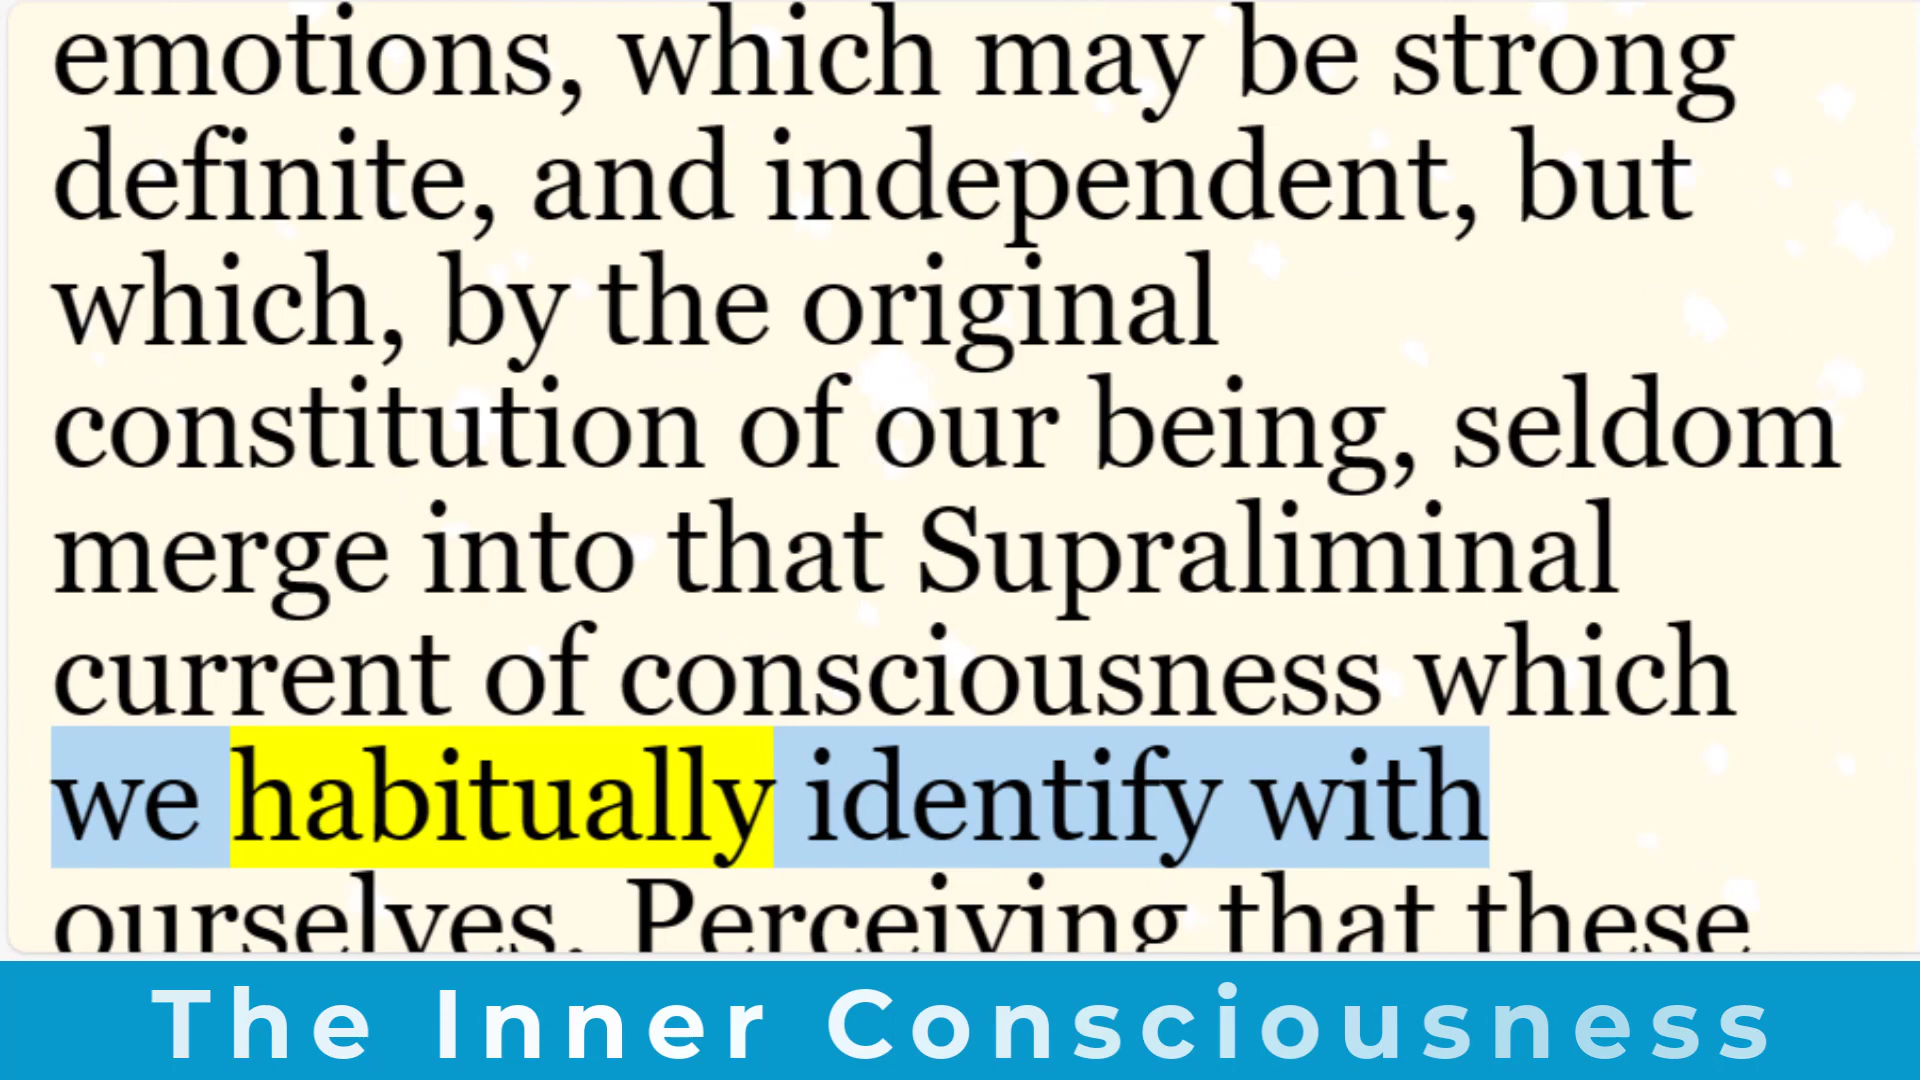 emotions, which may be strong
definite, and independent, but
which, by the original
constitution of our being, seldom
merge into that Supraliminal
current of consciousness which
we habitually identify with
ourselves. Perceiving that these
The Inner Consciousness